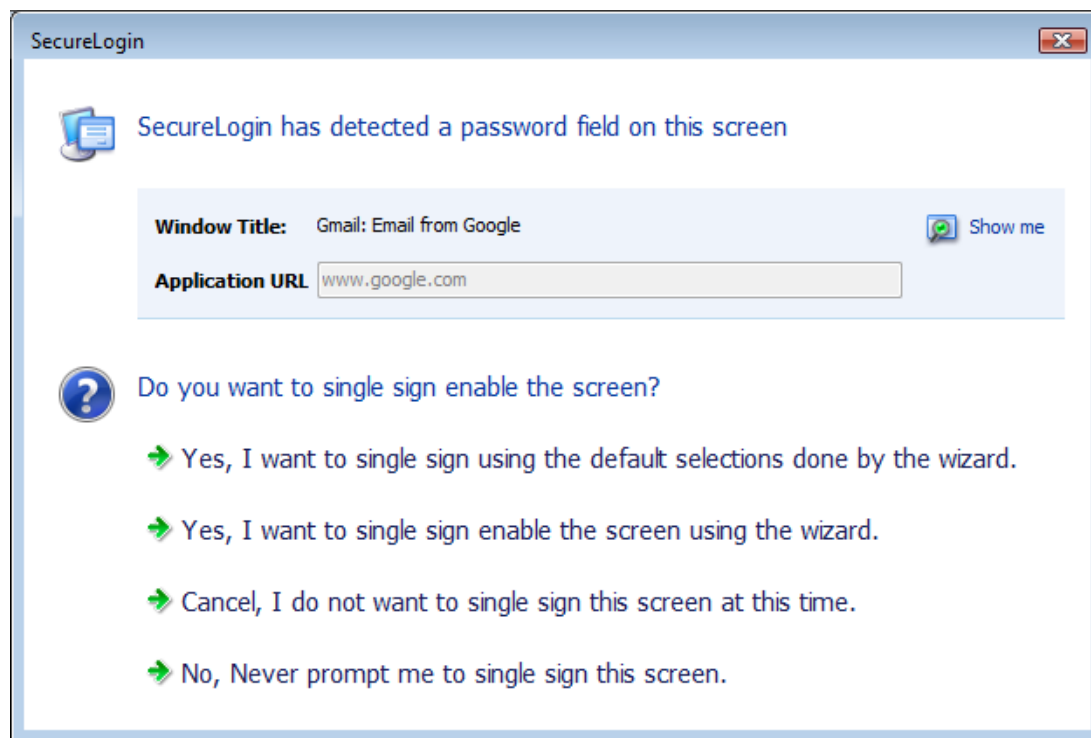 SecureLogin
SecureLogin has detected a password field on this screen
Window Title: Gmail: Email from Google
Show me
Application URL www.google.com
Do you want to single sign enable the screen?
Yes, I want to single sign using the default selections done by the wizard.
Yes, I want to single sign enable the screen using the wizard.
Cancel, I do not want to single sign this screen at this time.
No, Never prompt me to single sign this screen.